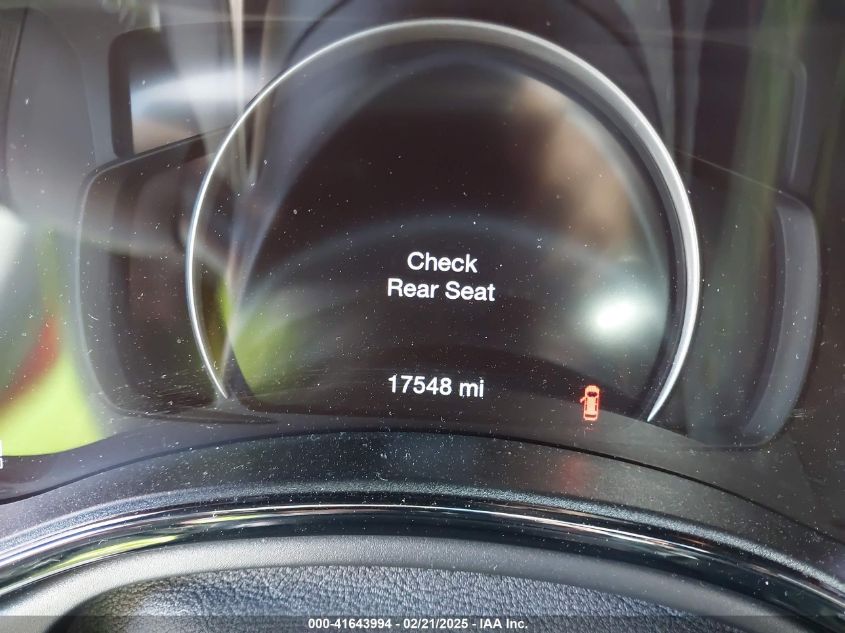 Check
Rear Seat
17548 mi
000-41643994 - 02/21/2025 - IAA Inc.